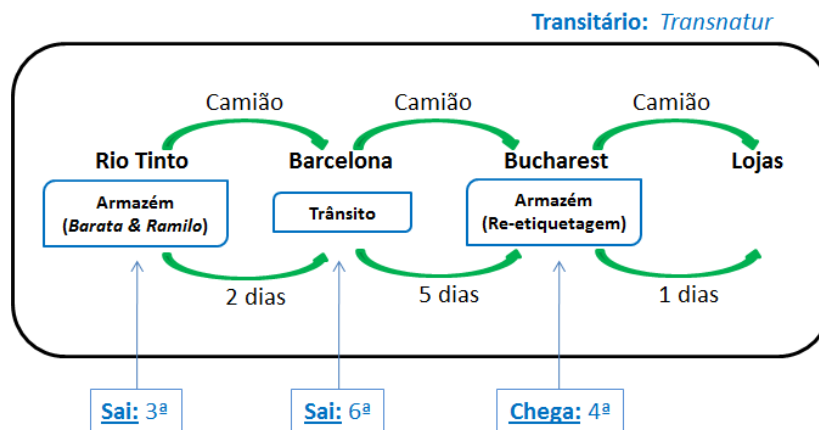 Transitário: Transnatur
Camião Camião Camião
Rio Tinto Barcelona Bucharest Lojas
Armazém
(Barata & Ramilo)
Trânsito
Armazém
(Re-etiquetagem)
2 dias 5 dias 1 dias
Sai: 3ª Sai: 6ª Chega: 4ª